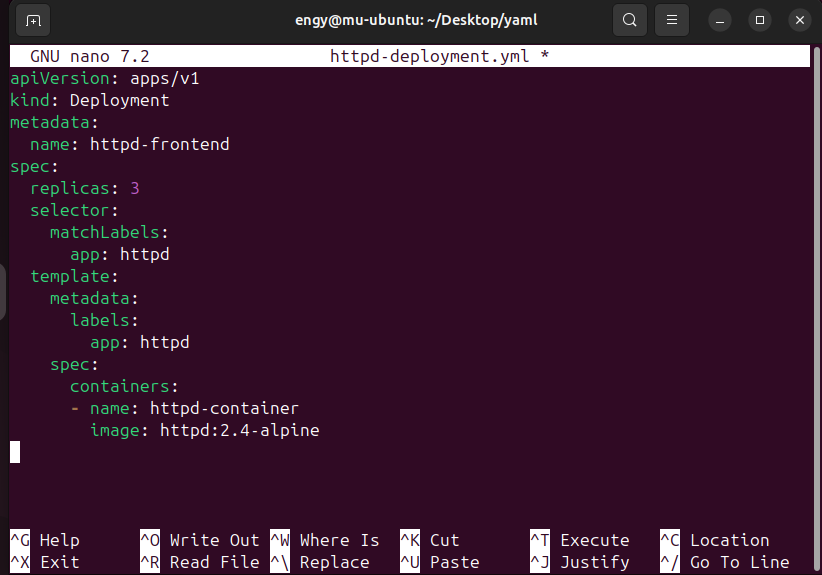 engy@mu-ubuntu: ~/Desktop/yaml
GNU nano 7.2 httpd-deployment.yml *
apiVersion: apps/v1
kind: Deployment
metadata:
  name: httpd-frontend
spec:
  replicas: 3
  selector:
    matchLabels:
      app: httpd
  template:
    metadata:
      labels:
        app: httpd
    spec:
      containers:
      - name: httpd-container
        image: httpd:2.4-alpine
^G Help ^O Write Out ^W Where Is ^K Cut ^T Execute ^C Location
^X Exit ^R Read File ^\ Replace ^U Paste ^J Justify ^/ Go To Line